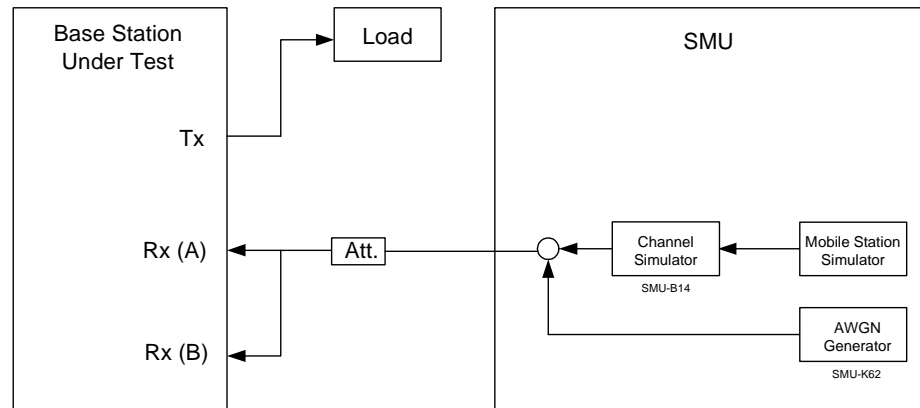 Base Station
Under Test
Load
SMU
Tx
Rx (A)
Att.
Channel
Simulator
SMU-B14
Mobile Station
Simulator
Rx (B)
AWGN
Generator
SMU-K62